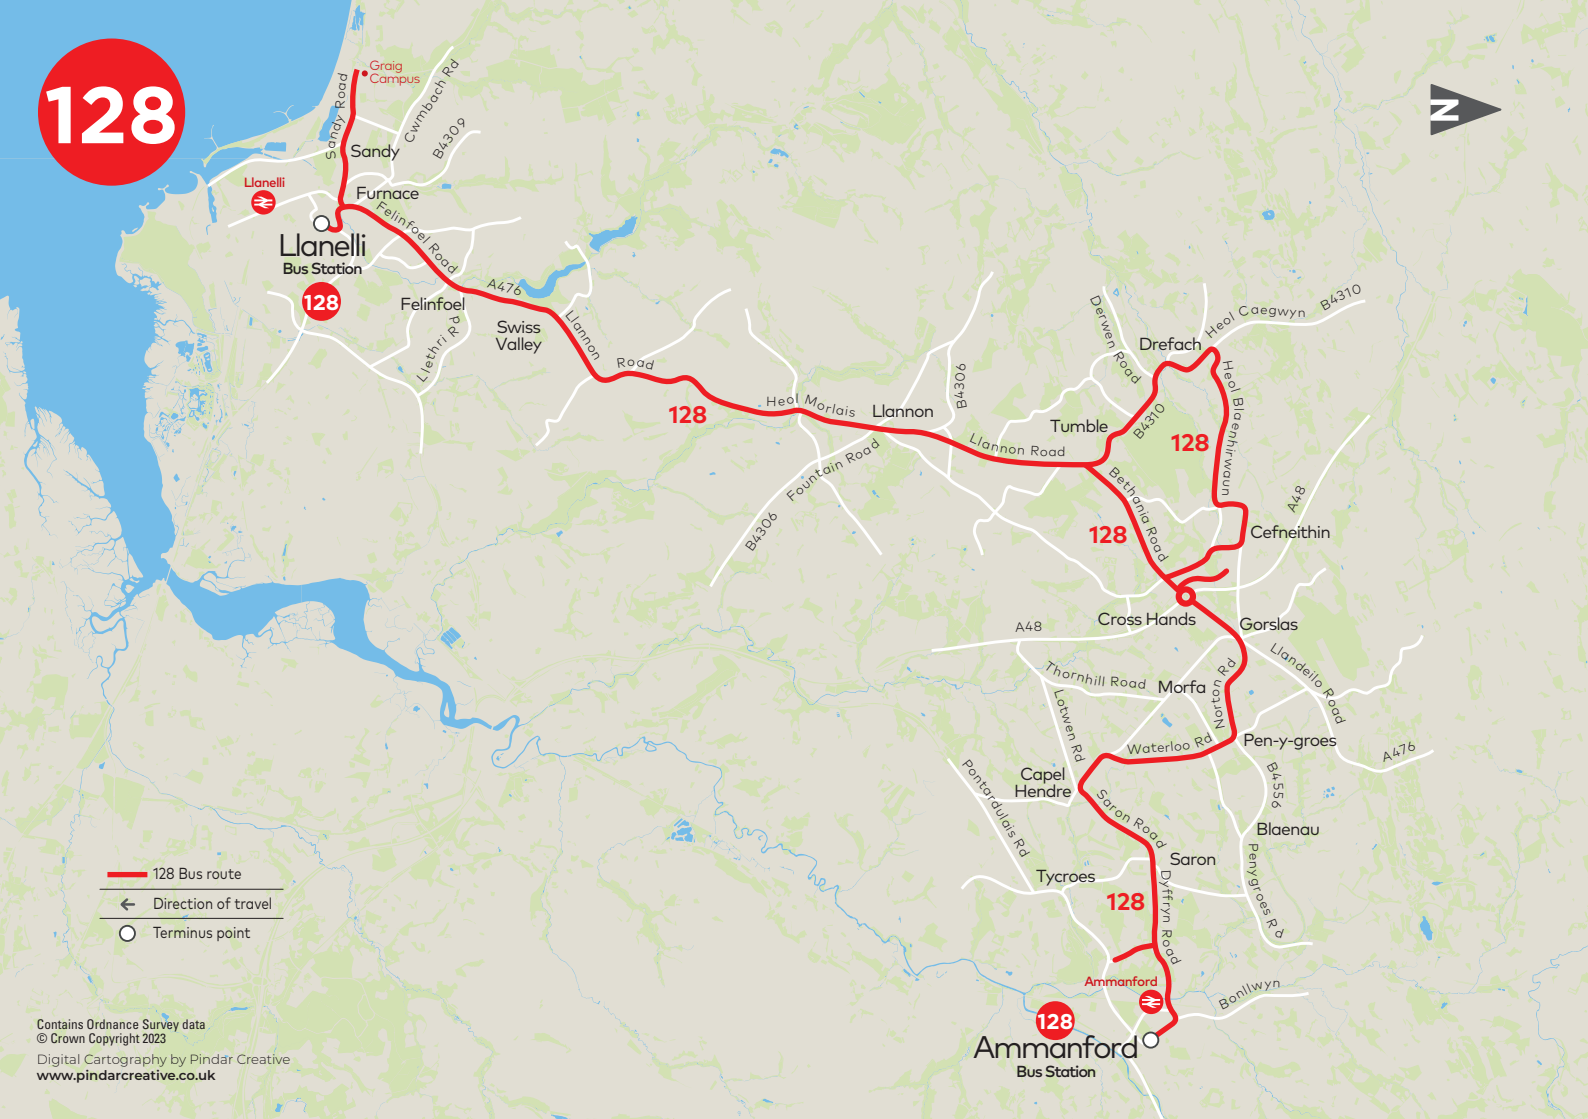 128
Graig
Campus
Sandy Road
Cwmbach Rd
B4309
Sandy
N
Llanelli
Furnace
Felinfoel Road
Llanelli
Bus Station
128
A476
Felinfoel
Swiss
Valley
Llethri Rd
Llannon
Road
128
Heol Morlais
Llannon
B4306
Fountain Road
B4306
Llannon Road
Tumble
Derwen Road
Drefach
Heol Caegwyn
B4310
B4310
Heol Blaenhirwaun
128
Bethania Road
128
A48
Cefneithin
Cross Hands
Gorslas
A48
Thornhill Road
Morfa
Norton Rd
Llandeilo Road
Lotwen Rd
Waterloo Rd
Pen-y-groes
A476
Capel
Hendre
Pontardulais Rd
B4556
Saron Road
Blaenau
Saron
Tycroes
Penygroes Rd
128
Dyffryn Road
Ammanford
Bonllwyn
128
Ammanford
Bus Station
128 Bus route
Direction of travel
Terminus point
Contains Ordnance Survey data
© Crown Copyright 2023
Digital Cartography by Pindar Creative
www.pindarcreative.co.uk